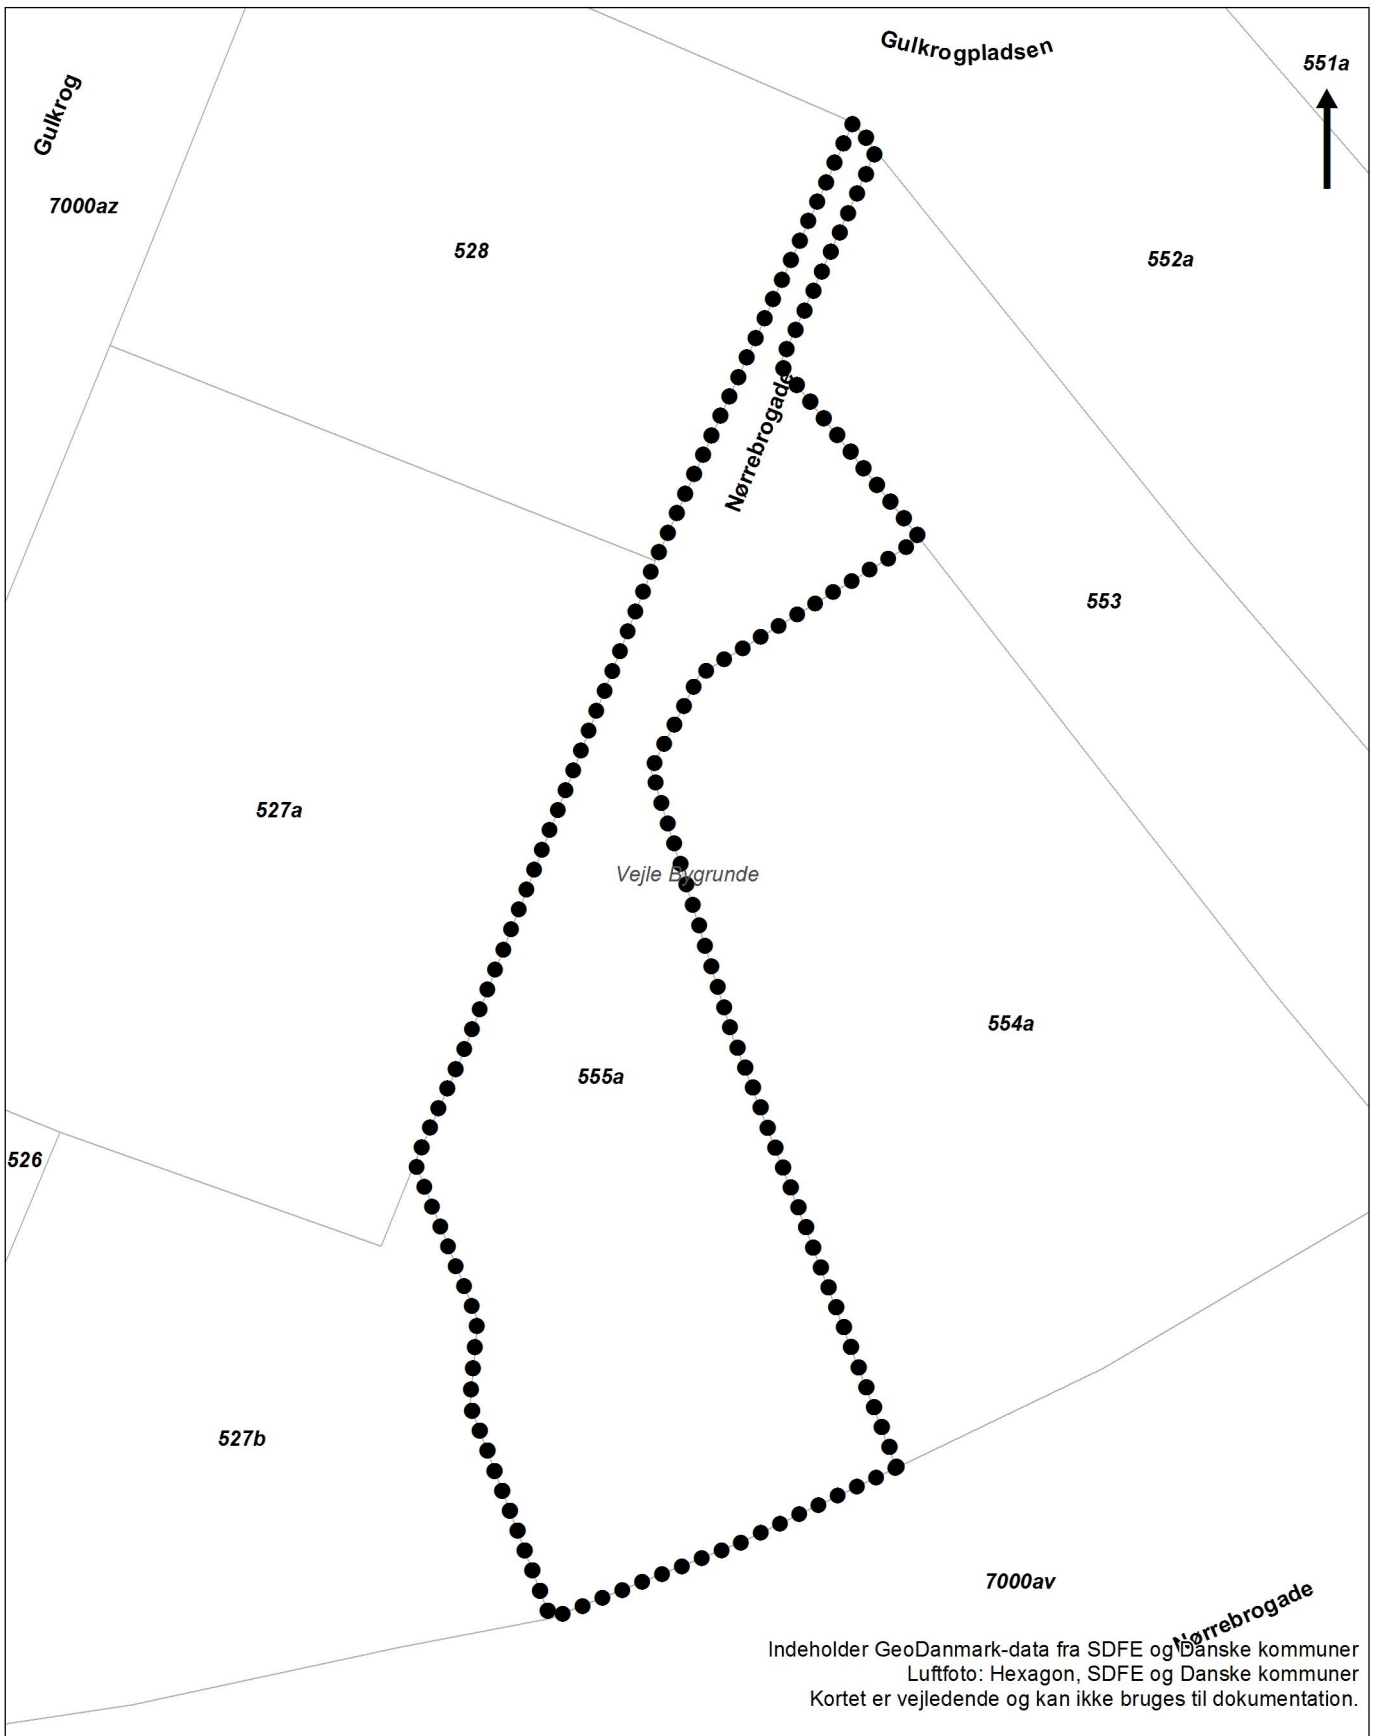 Gulkrogpladsen
551a
Gulkrog
7000az
528
552a
Nørrebrogade
553
527a
Vejle Bygrunde
554a
555a
526
527b
7000av
Nørrebrogade
Indeholder GeoDanmark-data fra SDFE og Danske kommuner
Luftfoto: Hexagon, SDFE og Danske kommuner
Kortet er vejledende og kan ikke bruges til dokumentation.